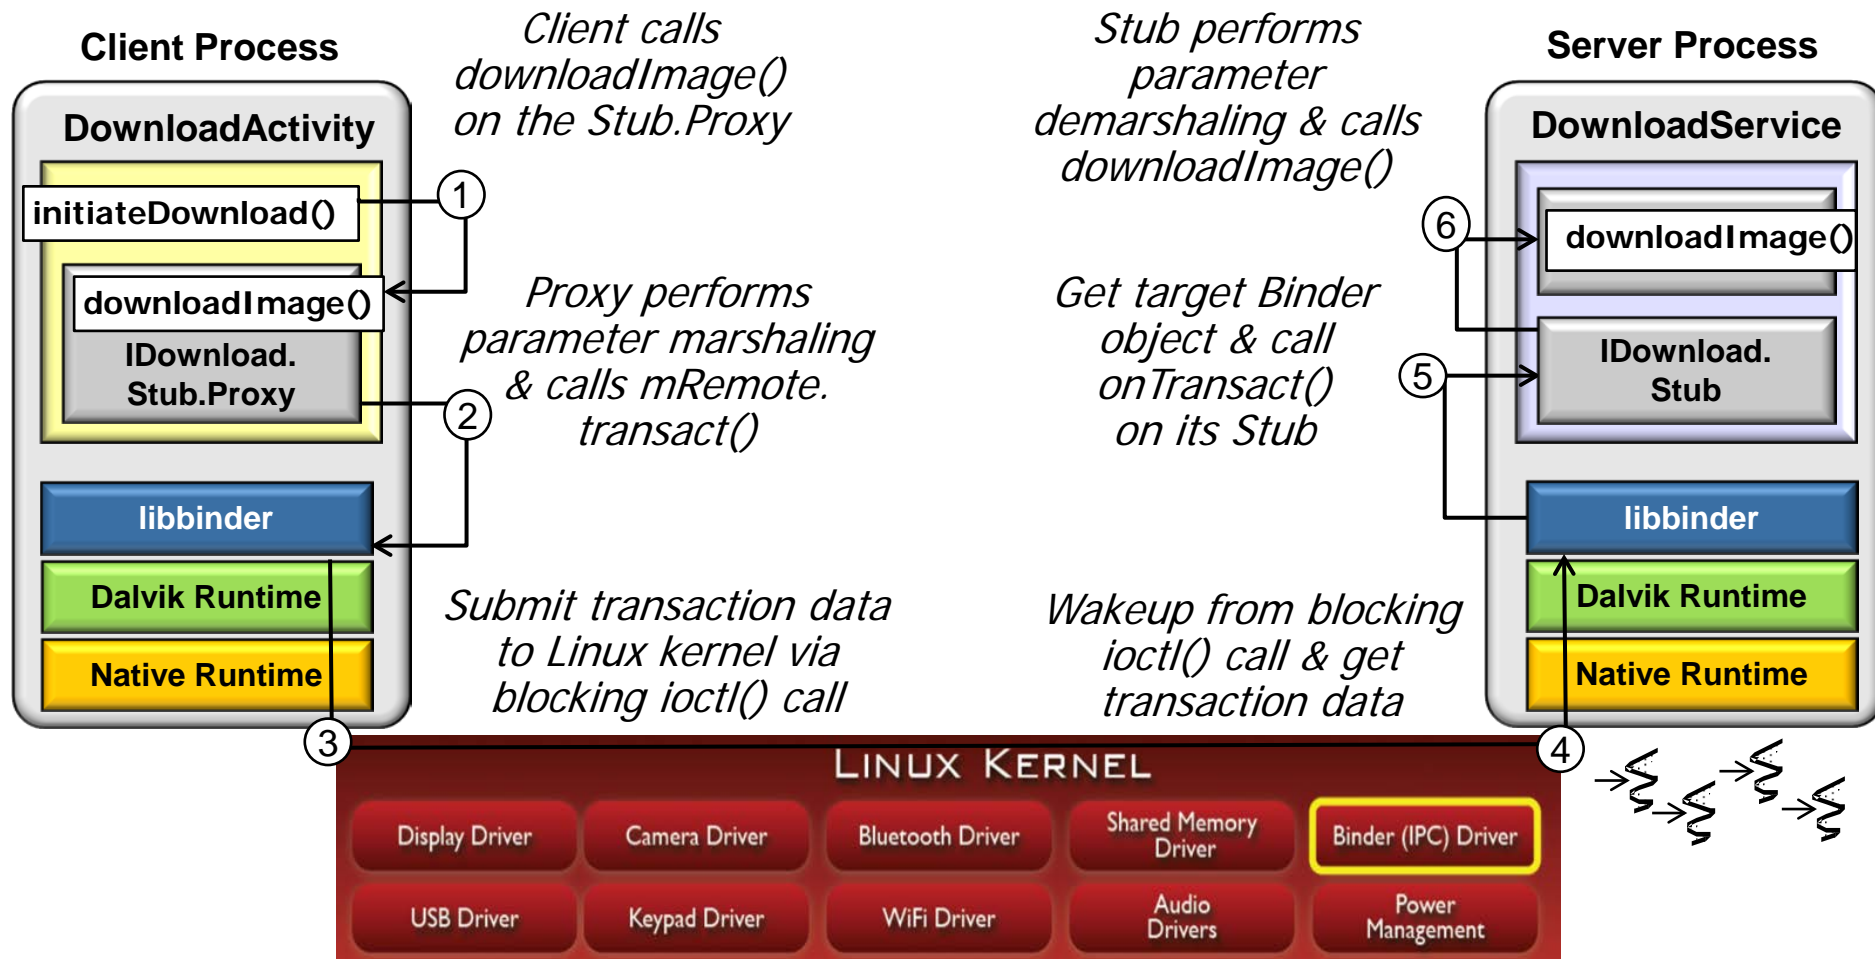 Client Process
DownloadActivity
initiateDownload()
downloadImage()
IDownload.
Stub.Proxy
libbinder
Dalvik Runtime
Native Runtime
Client calls
downloadImage()
on the Stub.Proxy
1
Proxy performs
parameter marshaling
& calls mRemote.
transact()
2
Submit transaction data
to Linux kernel via
blocking ioctl() call
3
Stub performs
parameter
demarshaling & calls
downloadImage()
6
Get target Binder
object & call
onTransact()
on its Stub
5
Wakeup from blocking
ioctl() call & get
transaction data
4
Server Process
DownloadService
downloadImage()
IDownload.
Stub
libbinder
Dalvik Runtime
Native Runtime
LINUX KERNEL
Display Driver
Camera Driver
Bluetooth Driver
Shared Memory
Driver
Binder (IPC) Driver
USB Driver
Keypad Driver
WiFi Driver
Audio
Drivers
Power
Management